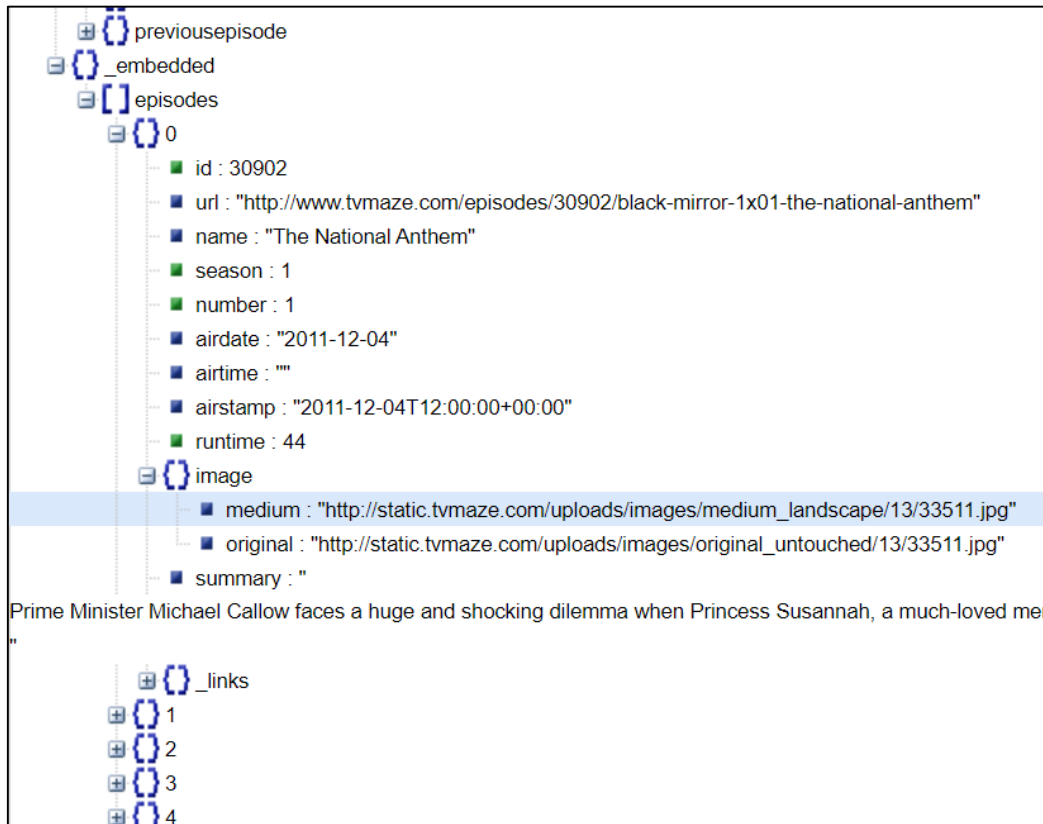 previousepisode
_embedded
episodes
0
id : 30902
url : "http://www.tvmaze.com/episodes/30902/black-mirror-1x01-the-national-anthem"
name : "The National Anthem"
season : 1
number : 1
airdate : "2011-12-04"
airtime : ""
airstamp : "2011-12-04T12:00:00+00:00"
runtime : 44
image
medium : "http://static.tvmaze.com/uploads/images/medium_landscape/13/33511.jpg"
original : "http://static.tvmaze.com/uploads/images/original_untouched/13/33511.jpg"
summary : "
Prime Minister Michael Callow faces a huge and shocking dilemma when Princess Susannah, a much-loved
"
_links
1
2
3
4